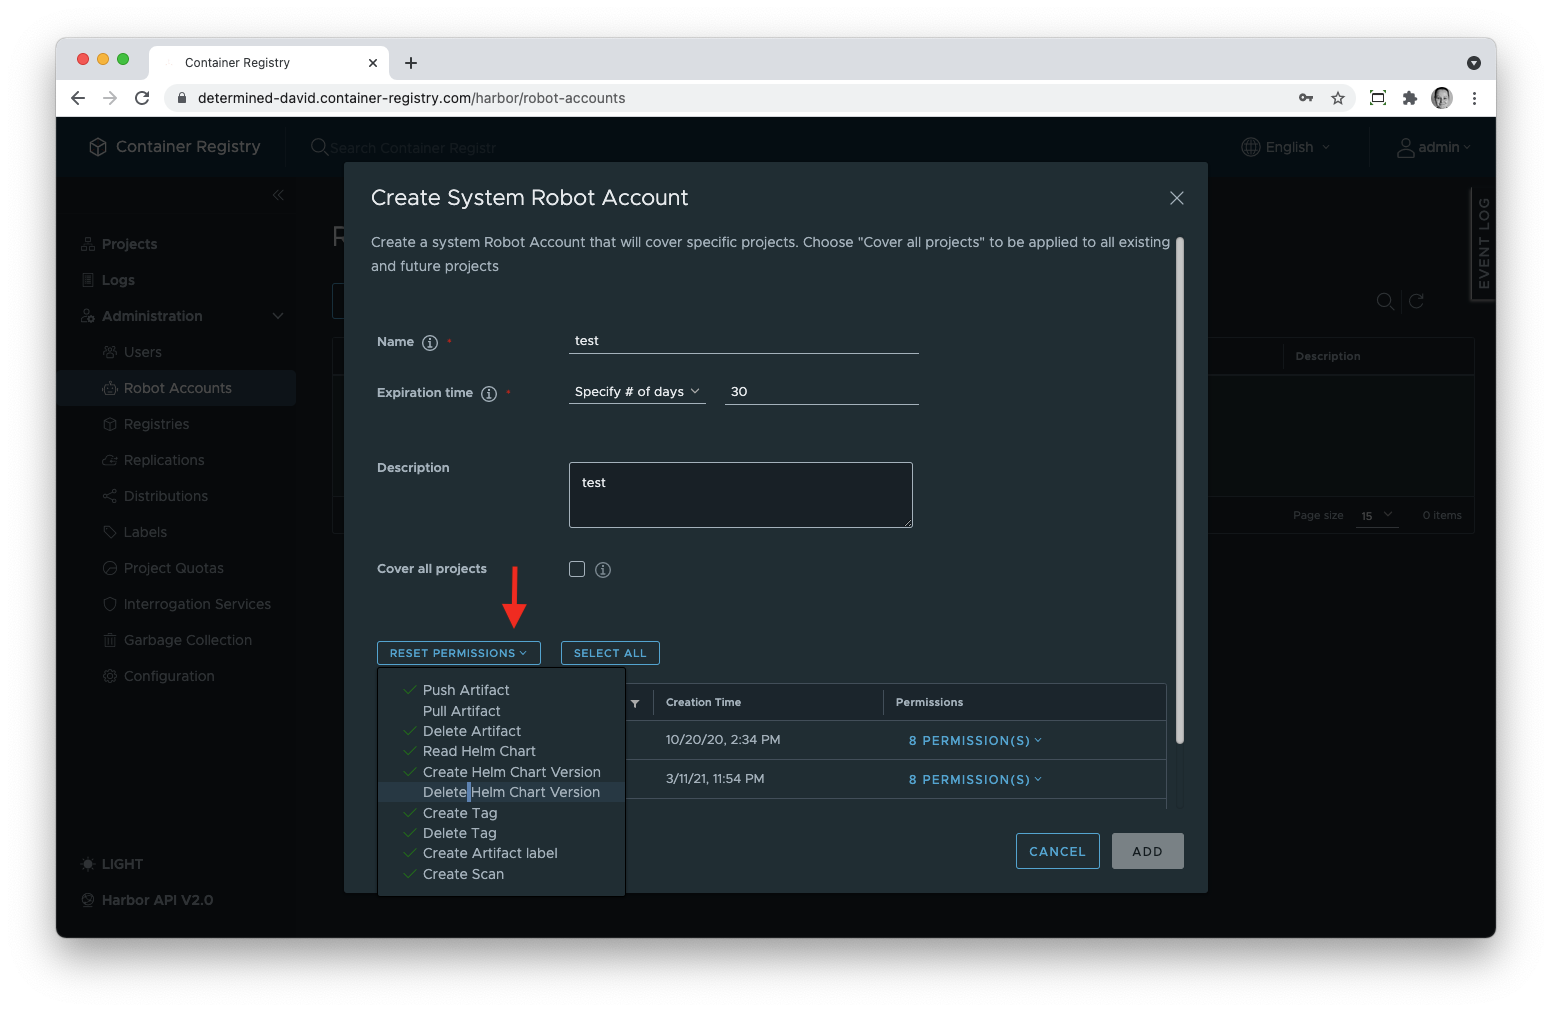 Container Registry
determined-david.container-registry.com/harbor/robot-accounts
Container Registry
Search Container Registr
English
admin
Create System Robot Account
Create a system Robot Account that will cover specific projects. Choose "Cover all projects" to be applied to all existing
and future projects
EVENT LOG
Projects
Logs
Administration
Users
Robot Accounts
Registries
Replications
Distributions
Labels
Project Quotas
Interrogation Services
Garbage Collection
Configuration
LIGHT
Harbor API V2.0
Name
*
test
Expiration time
*
Specify # of days
30
Description
test
Cover all projects
RESET PERMISSIONS
SELECT ALL
Push Artifact
Pull Artifact
Delete Artifact
Read Helm Chart
Create Helm Chart Version
Delete Helm Chart Version
Create Tag
Delete Tag
Create Artifact label
Create Scan
Creation Time
Permissions
10/20/20, 2:34 PM
8 PERMISSION(S)
3/11/21, 11:54 PM
8 PERMISSION(S)
CANCEL
ADD
Description
Page size
15
0 items